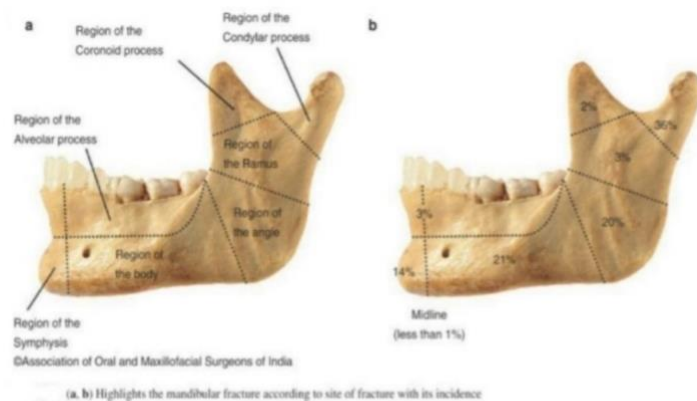 a
Region of the
Coronoid process
Region of the
Condylar process
Region of the
Alveolar process
Region of
the Ramus
Region of
the angle
Region of
the body
Region of the
Symphysis
©Association of Oral and Maxillofacial Surgeons of India
b
2%
36%
3%
3%
20%
21%
14%
Midline
(less than 1%)
(a, b) Highlights the mandibular fracture according to site of fracture with its incidence